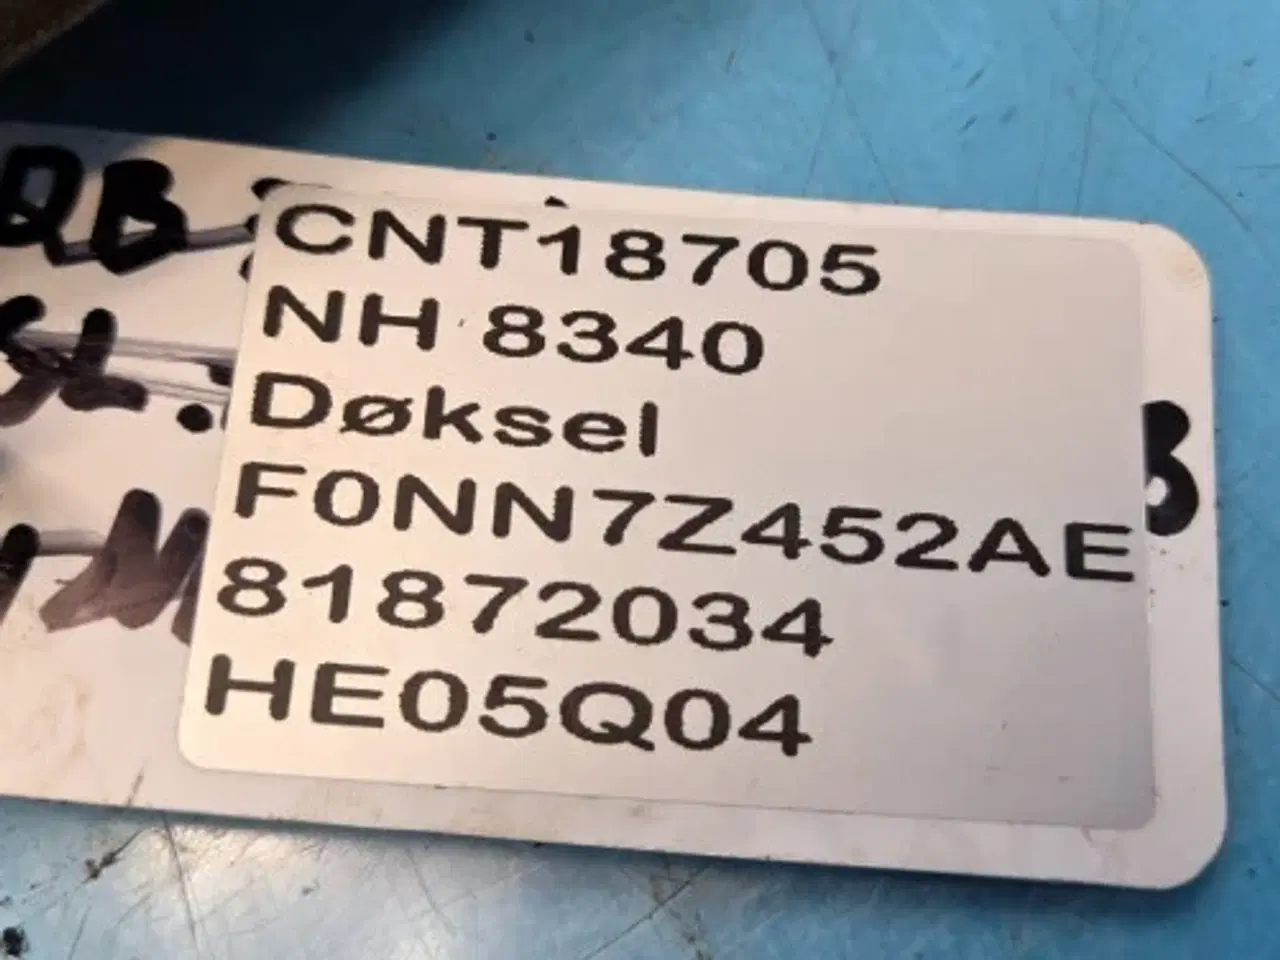 CNT18705
NH 8340
Døksel
F0NN7Z452AE
81872034
HE05Q04